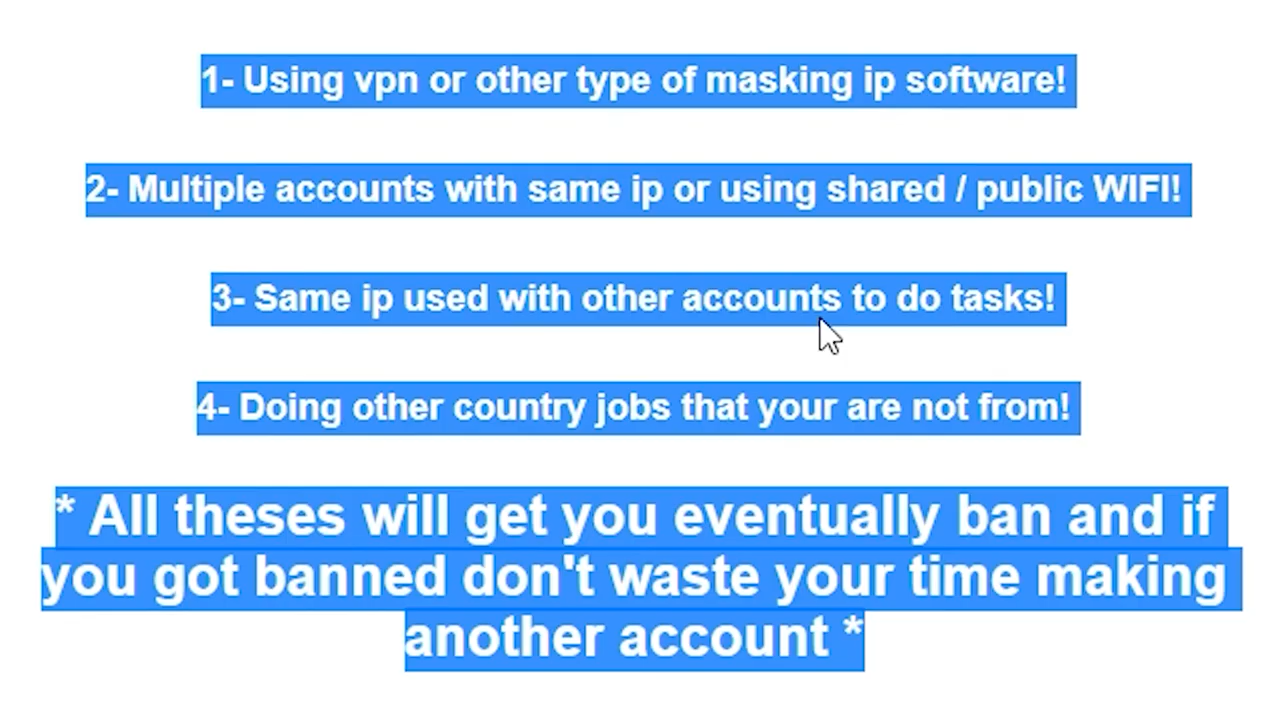 1- Using vpn or other type of masking ip software!
2- Multiple accounts with same ip or using shared / public WIFI!
3- Same ip used with other accounts to do tasks!
4- Doing other country jobs that your are not from!
* All theses will get you eventually ban and if
you got banned don't waste your time making
another account *